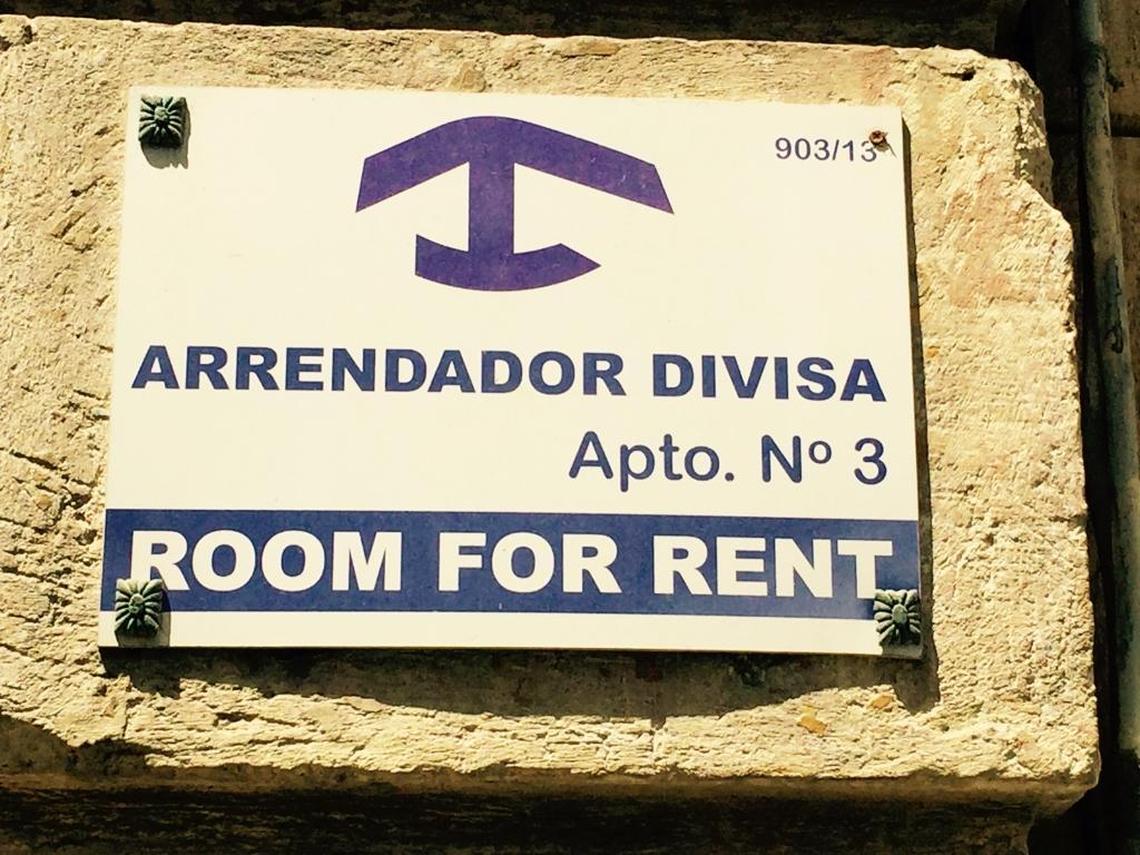 903/13
ARRENDADOR DIVISA
Apto. Nº 3
ROOM FOR RENT